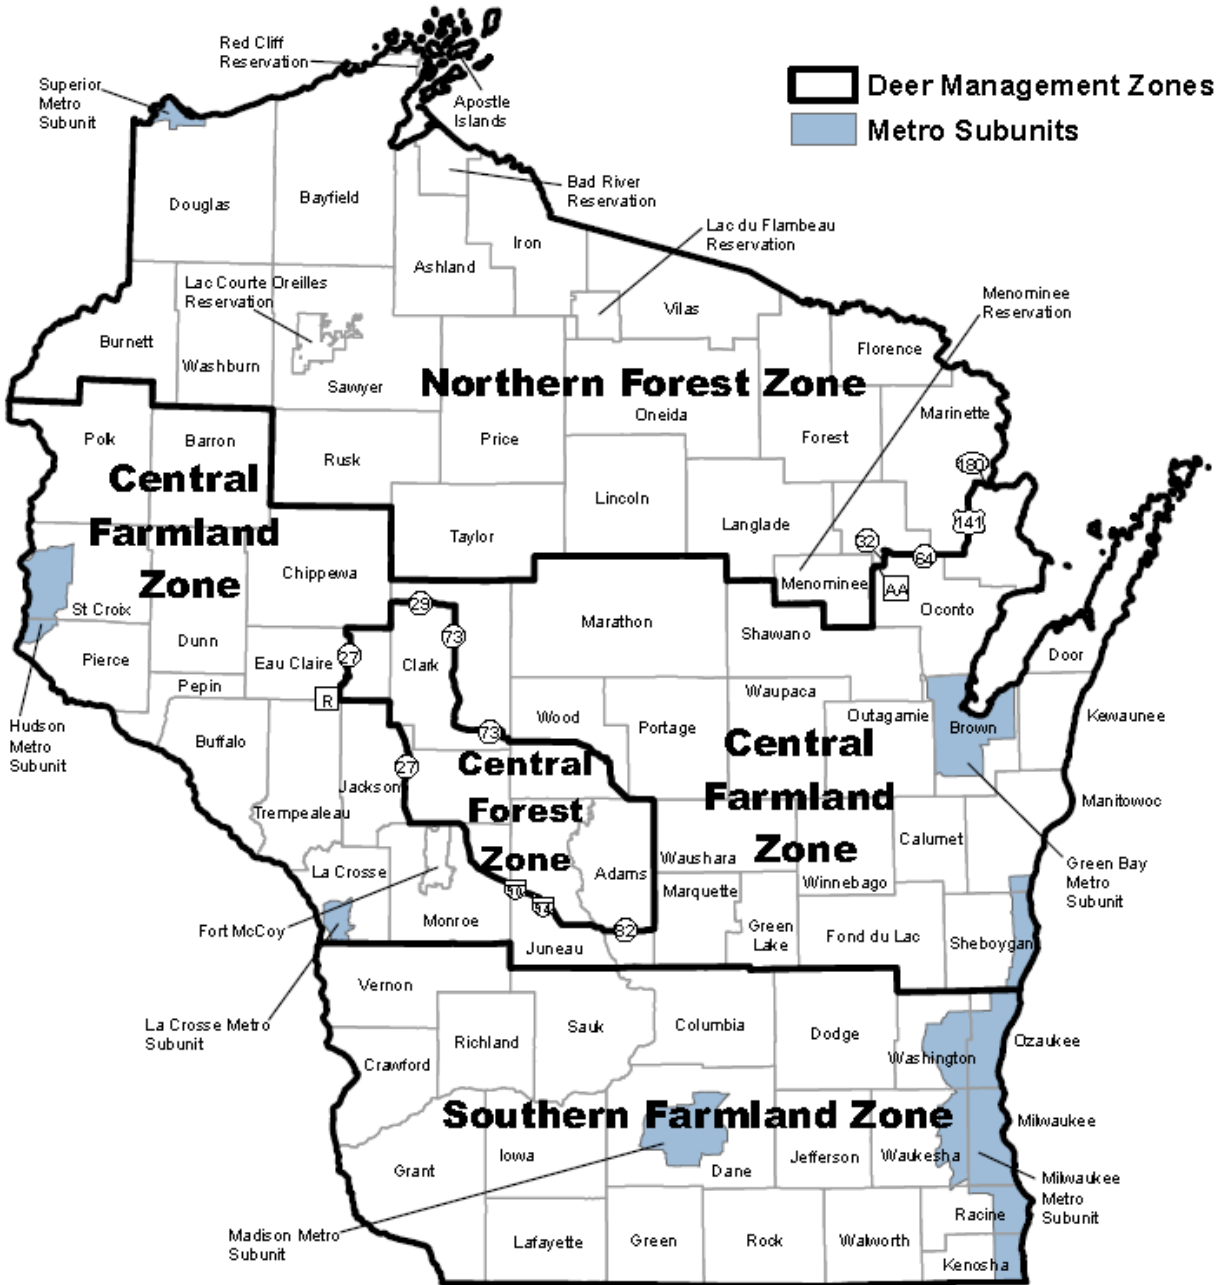 Red Cliff
Reservation
Superior
Metro
Subunit
Apostle
Islands
Deer Management Zones
Metro Subunits
Bad River
Reservation
Douglas
Bayfield
Iron
Lac du Flambeau
Reservation
Ashland
Lac Courte Oreilles
Reservation
Menominee
Reservation
Vilas
Burnett
Washburn
Florence
Sawyer
Northern Forest Zone
Oneida
Marinette
Polk
Barron
Rusk
Price
Forest
180
Central
Farmland
Zone
Lincoln
Langlade
141
Taylor
32
64
Chippewa
Menominee
AA
St Croix
29
Oconto
Marathon
Shawano
73
Dunn
Pierce
Eau Claire
27
Clark
Door
Pepin
R
Waupaca
Hudson
Metro
Subunit
Buffalo
Wood
Portage
Outagamie
Brown
Kewaunee
73
27
Central
Forest
Zone
Central
Farmland
Zone
Jackson
Trempealeau
Manitowoc
Calumet
La Crosse
Adams
Waushara
Winnebago
Green Bay
Metro
Subunit
Marquette
90
94
Fort McCoy
Monroe
82
Juneau
Green
Lake
Fond du Lac
Sheboygan
Vernon
La Crosse Metro
Subunit
Richland
Sauk
Columbia
Dodge
Ozaukee
Washington
Crawford
Southern Farmland Zone
Milwaukee
Iowa
Grant
Dane
Jefferson
Waukesha
Milwaukee
Metro
Subunit
Madison Metro
Subunit
Lafayette
Green
Rock
Walworth
Racine
Kenosha